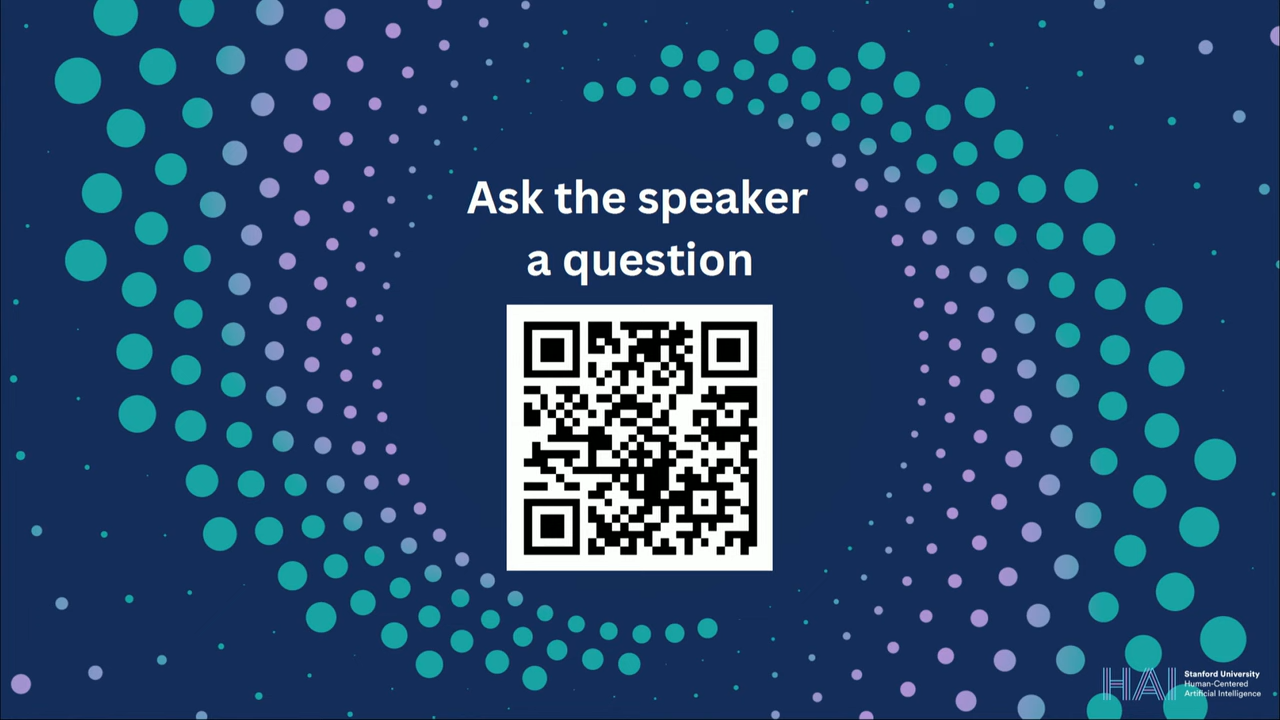 Ask the speaker
a question
HAI
Stanford University
Human-Centered
Artificial Intelligence